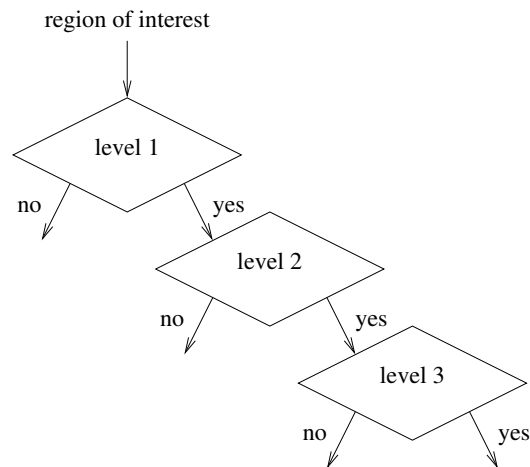 region of interest
level 1
no
yes
level 2
no
yes
level 3
no
yes